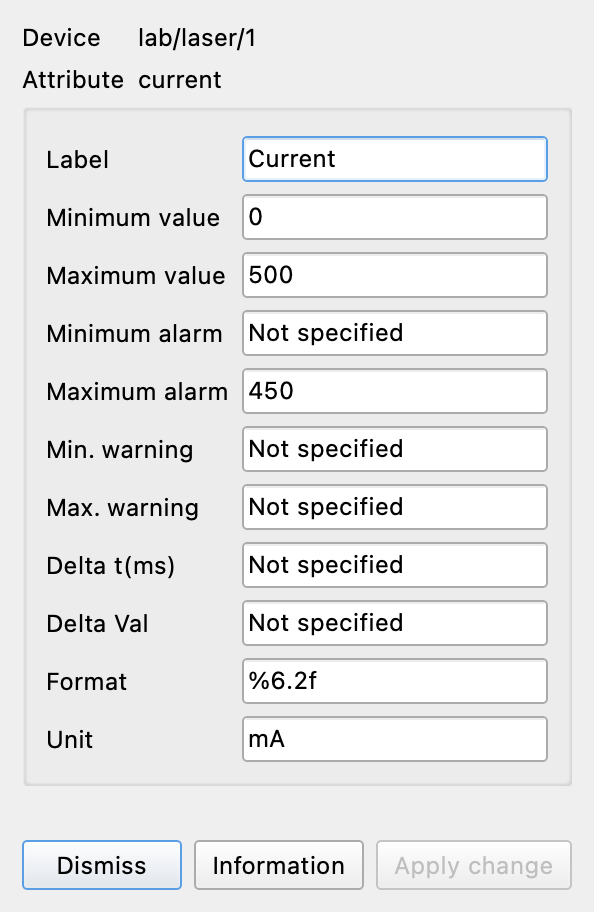 Device lab/laser/1
Attribute current
Label Current
Minimum value 0
Maximum value 500
Minimum alarm Not specified
Maximum alarm 450
Min. warning Not specified
Max. warning Not specified
Delta t(ms) Not specified
Delta Val Not specified
Format %6.2f
Unit mA
Dismiss Information Apply change